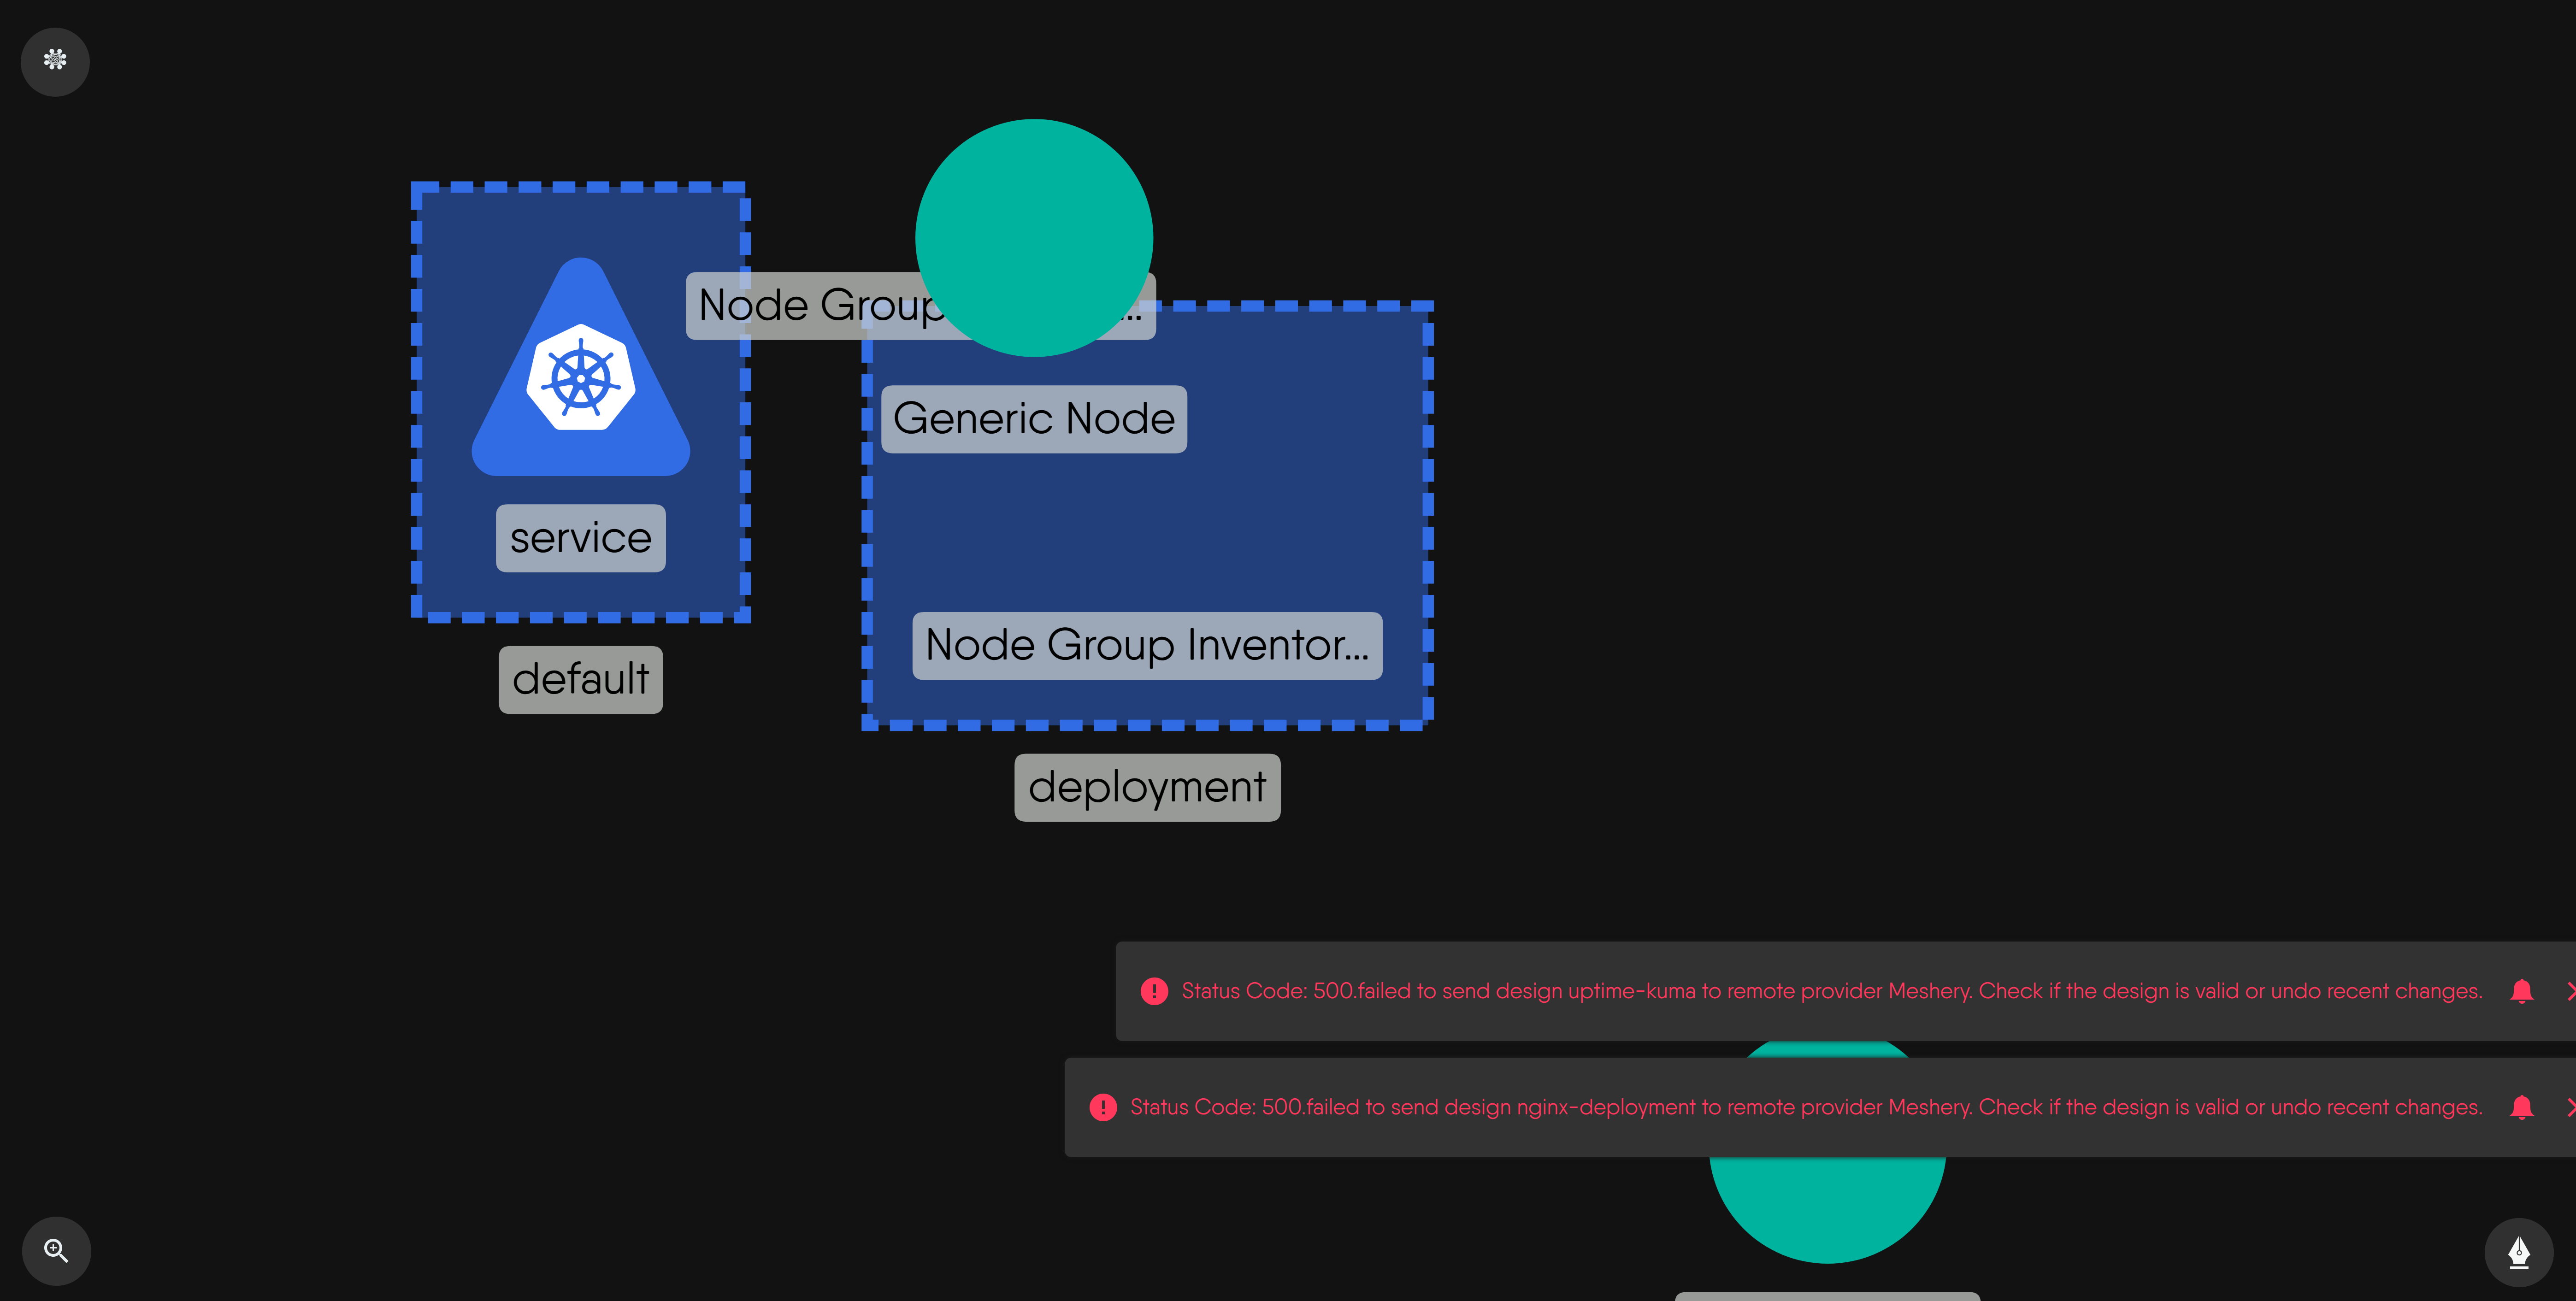 Node Group
...
Generic Node
service
Node Group Inventor...
default
deployment
Status Code: 500.failed to send design uptime-kuma to remote provider Meshery. Check if the design is valid or undo recent changes.
Status Code: 500.failed to send design nginx-deployment to remote provider Meshery. Check if the design is valid or undo recent changes.